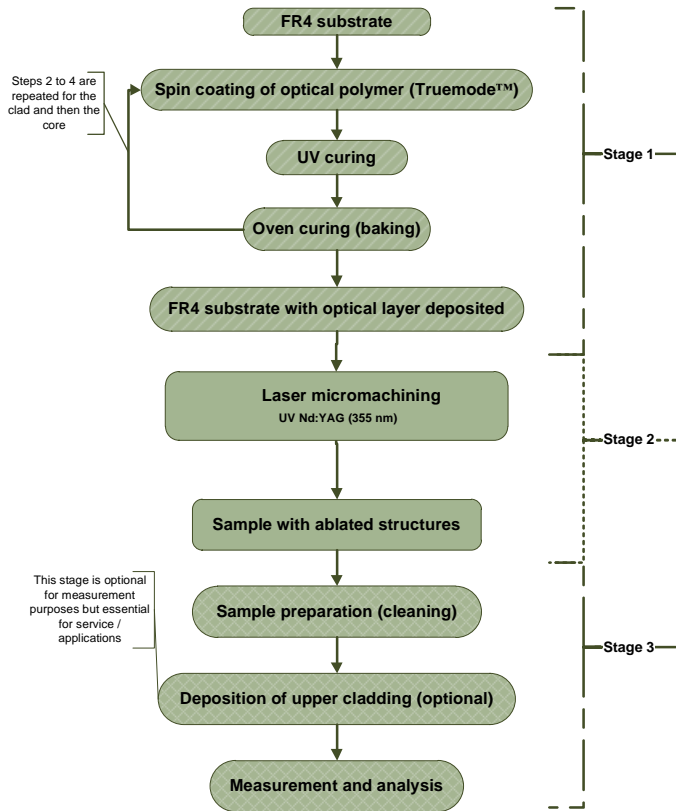 FR4 substrate
Steps 2 to 4 are
repeated for the
clad and then the
core
Spin coating of optical polymer (Truemode™)
UV curing
Stage 1
Oven curing (baking)
FR4 substrate with optical layer deposited
Laser micromachining
UV Nd:YAG (355 nm)
Stage 2
Sample with ablated structures
This stage is optional
for measurement
purposes but essential
for service /
applications
Sample preparation (cleaning)
Stage 3
Deposition of upper cladding (optional)
Measurement and analysis